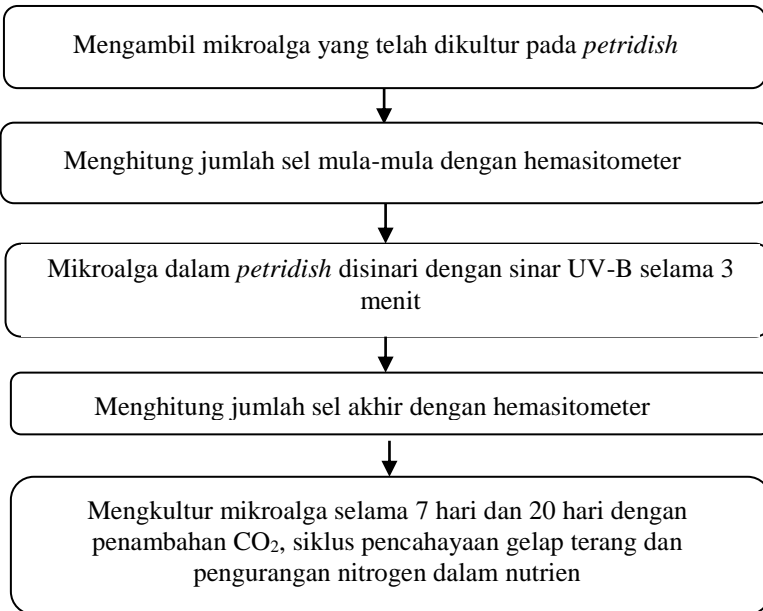 Mengambil mikroalga yang telah dikultur pada petridish
Menghitung jumlah sel mula-mula dengan hemasitometer
Mikroalga dalam petridish disinari dengan sinar UV-B selama 3
menit
Menghitung jumlah sel akhir dengan hemasitometer
Mengkultur mikroalga selama 7 hari dan 20 hari dengan
penambahan CO₂, siklus pencahayaan gelap terang dan
pengurangan nitrogen dalam nutrien